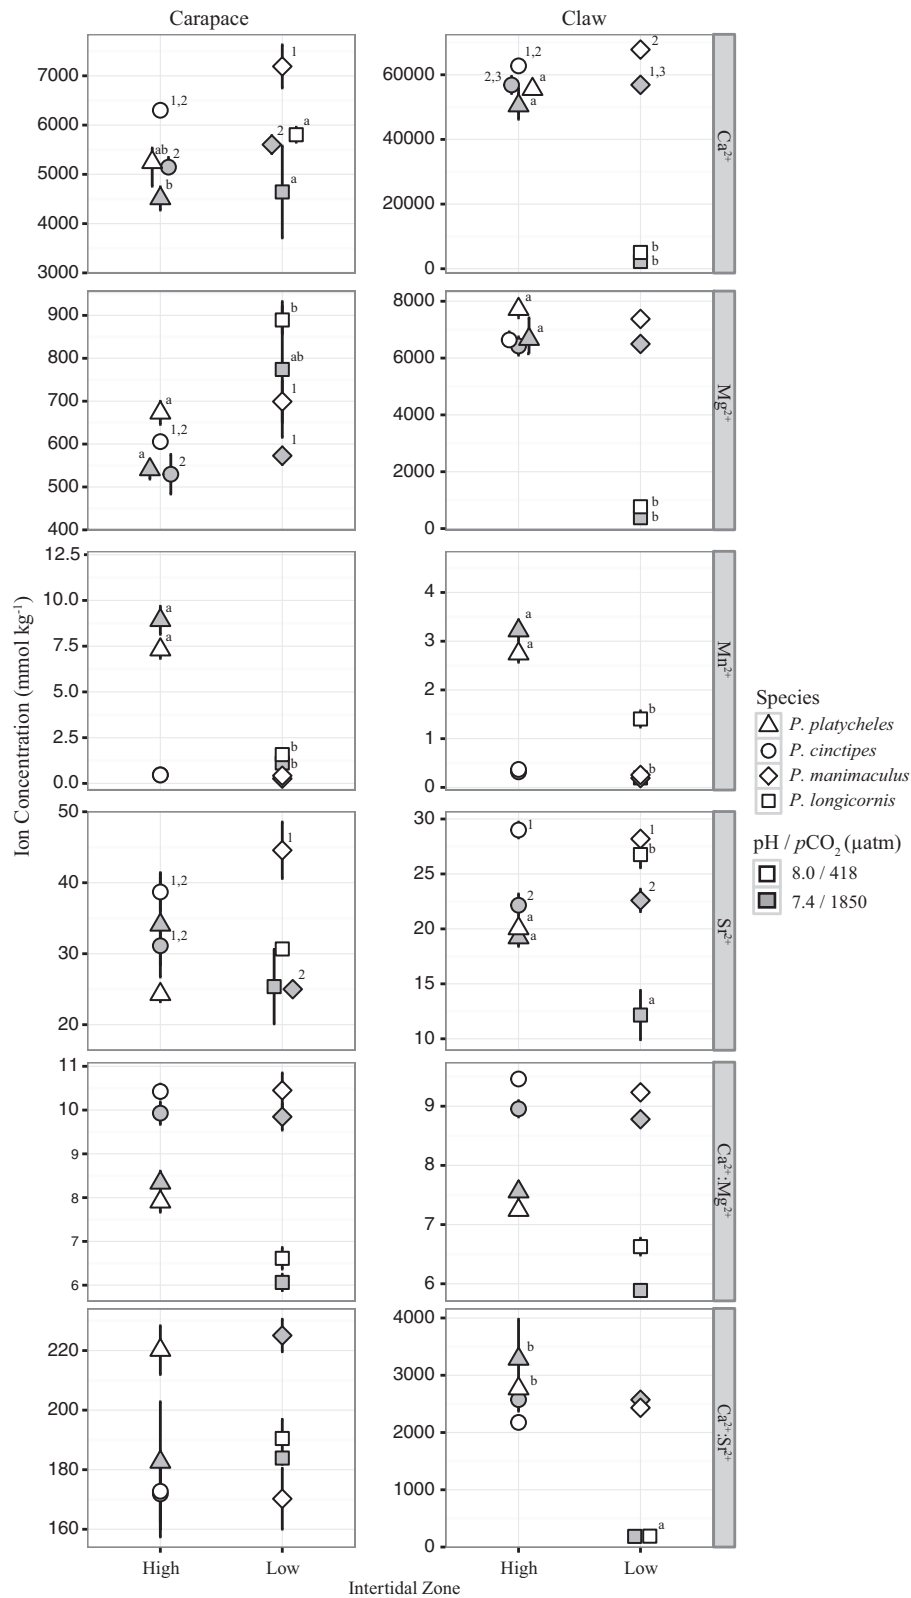 Carapace
Claw
7000
6000
5000
4000
3000
1
1,2
ab
2
b
a
2
a
60000
40000
20000
0
1,2
2,3
a
a
2
1,3
b
b
Ca²⁺
900
800
700
600
500
400
a
1,2
a
2
b
ab
1
1
8000
6000
4000
2000
0
a
a
b
b
Mg²⁺
12.5
10.0
7.5
5.0
2.5
0.0
a
a
b
b
4
3
2
1
0
a
a
b
b
Mn²⁺
Ion Concentration (mmol kg⁻¹)
50
40
30
20
1,2
1,2
1
2
30
25
20
15
10
1
2
a
a
1
b
2
a
Sr²⁺
11
10
9
8
7
6
9
8
7
6
Ca²⁺:Mg²⁺
220
200
180
160
4000
3000
2000
1000
0
b
b
a
Ca²⁺:Sr²⁺
High
Low
High
Low
Intertidal Zone
Species
P. platycheles
P. cinctipes
P. manimaculus
P. longicornis
pH / pCO₂ (µatm)
8.0 / 418
7.4 / 1850